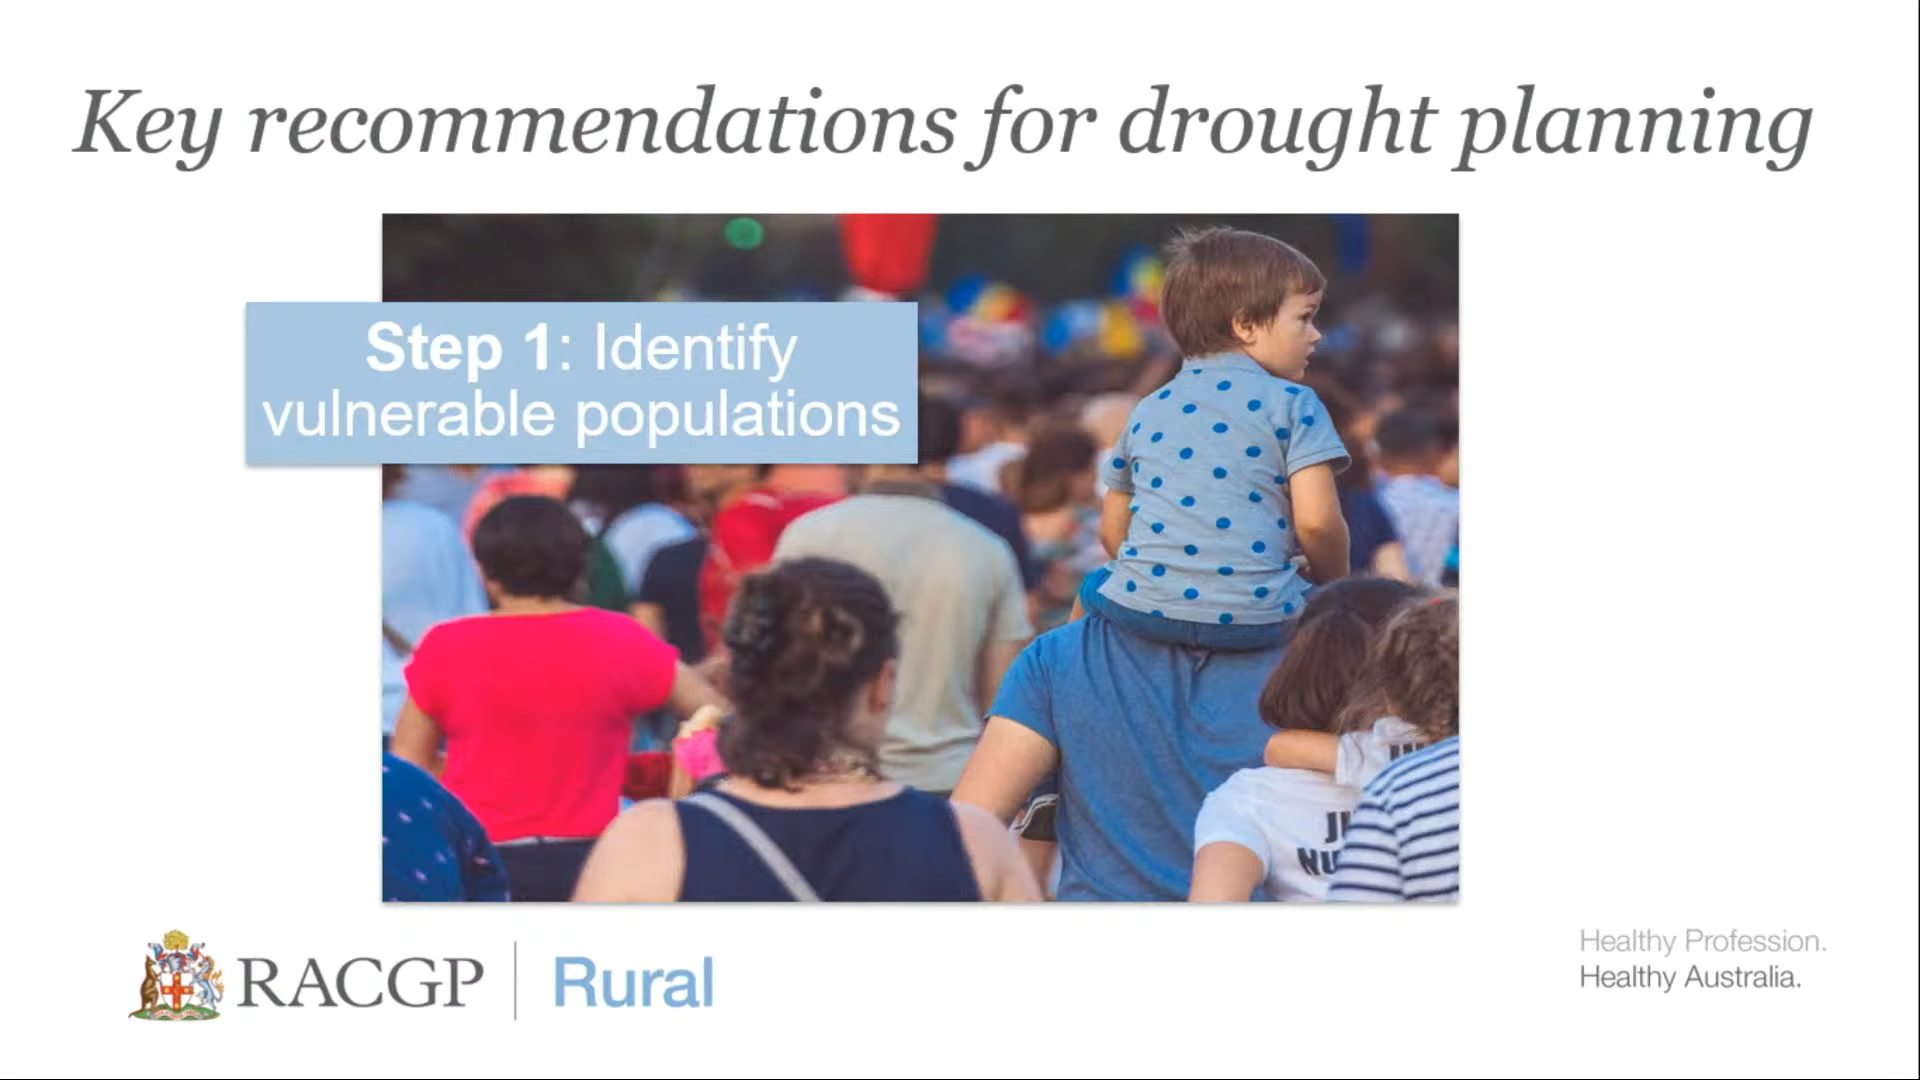 Key recommendations for drought planning
Step 1: Identify
vulnerable populations
RACGP
Rural
Healthy Profession.
Healthy Australia.